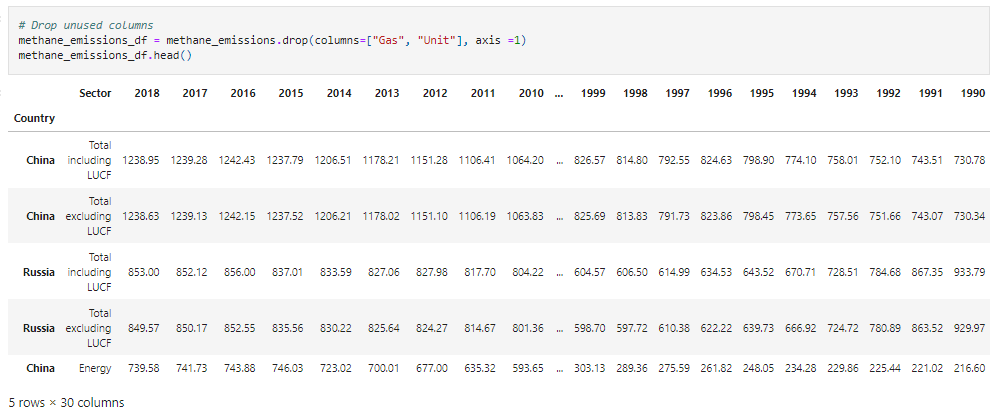 # Drop unused columns
methane_emissions_df = methane_emissions.drop(columns=["Gas", "Unit"], axis =1)
methane_emissions_df.head()
Sector 2018 2017 2016 2015 2014 2013 2012 2011 2010 ... 1999 1998 1997 1996 1995 1994 1993 1992 1991 1990
Country
China Total including LUCF 1238.95 1239.28 1242.43 1237.79 1206.51 1178.21 1151.28 1106.41 1064.20 ... 826.57 814.80 792.55 824.63 798.90 774.10 758.01 752.10 743.51 730.78
China Total excluding LUCF 1238.63 1239.13 1242.15 1237.52 1206.21 1178.02 1151.10 1106.19 1063.83 ... 825.69 813.83 791.73 823.86 798.45 773.65 757.56 751.66 743.07 730.34
Russia Total including LUCF 853.00 852.12 856.00 837.01 833.59 827.06 827.98 817.70 804.22 ... 604.57 606.50 614.99 634.53 643.52 670.71 728.51 784.68 867.35 933.79
Russia Total excluding LUCF 849.57 850.17 852.55 835.56 830.22 825.64 824.27 814.67 801.36 ... 598.70 597.72 610.38 622.22 639.73 666.92 724.72 780.89 863.52 929.97
China Energy 739.58 741.73 743.88 746.03 723.02 700.01 677.00 635.32 593.65 ... 303.13 289.36 275.59 261.82 248.05 234.28 229.86 225.44 221.02 216.60
5 rows × 30 columns